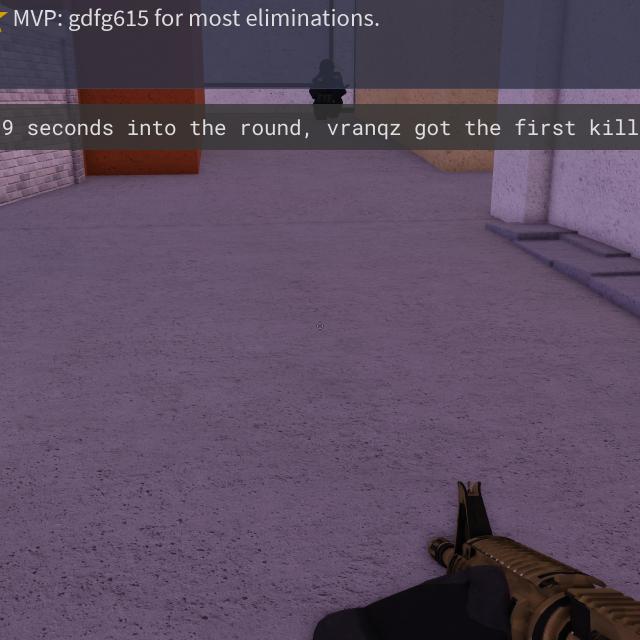 MVP: gdfg615 for most eliminations.
9 seconds into the round, vranqz got the first kill